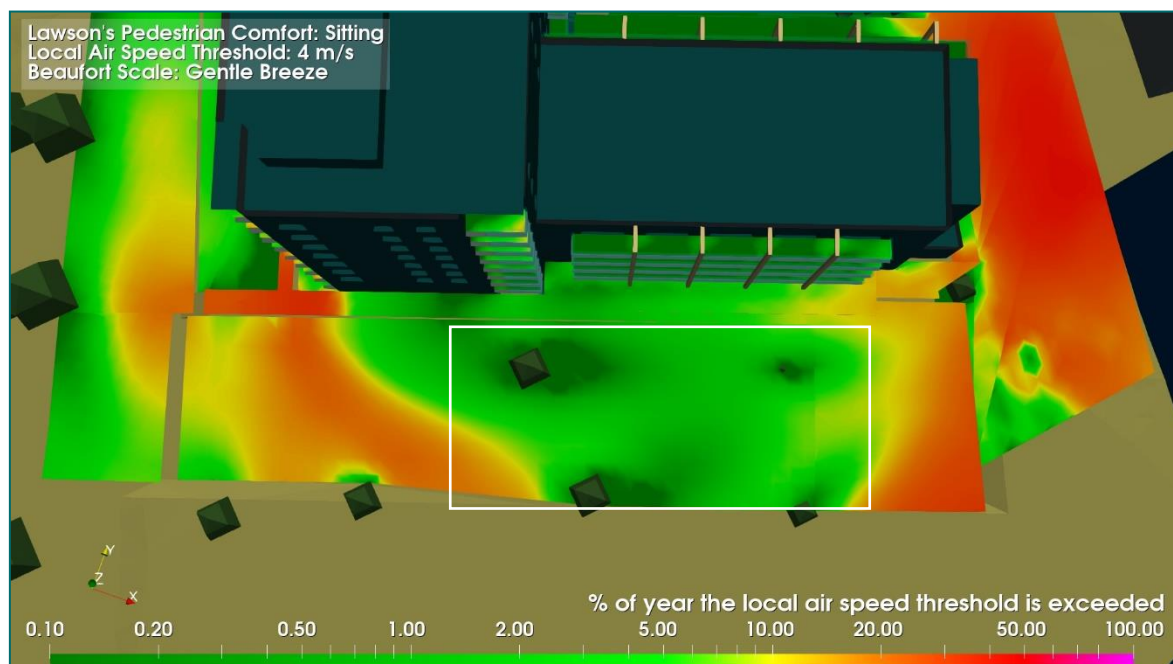 Lawson's Pedestrian Comfort: Sitting
Local Air Speed Threshold: 4 m/s
Beaufort Scale: Gentle Breeze
Y
Z
X
% of year the local air speed threshold is exceeded
0.10 0.20 0.50 1.00 2.00 5.00 10.00 20.00 50.00 100.00